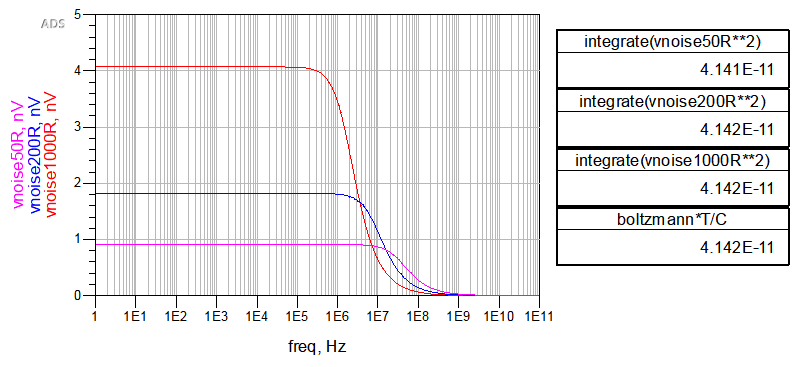 ADS
5
4
3
2
1
0
vnoise50R, nV
vnoise200R, nV
vnoise1000R, nV
1 1E1 1E2 1E3 1E4 1E5 1E6 1E7 1E8 1E9 1E10 1E11
freq, Hz
integrate(vnoise50R**2)
4.141E-11
integrate(vnoise200R**2)
4.142E-11
integrate(vnoise1000R**2)
4.142E-11
boltzmann*T/C
4.142E-11